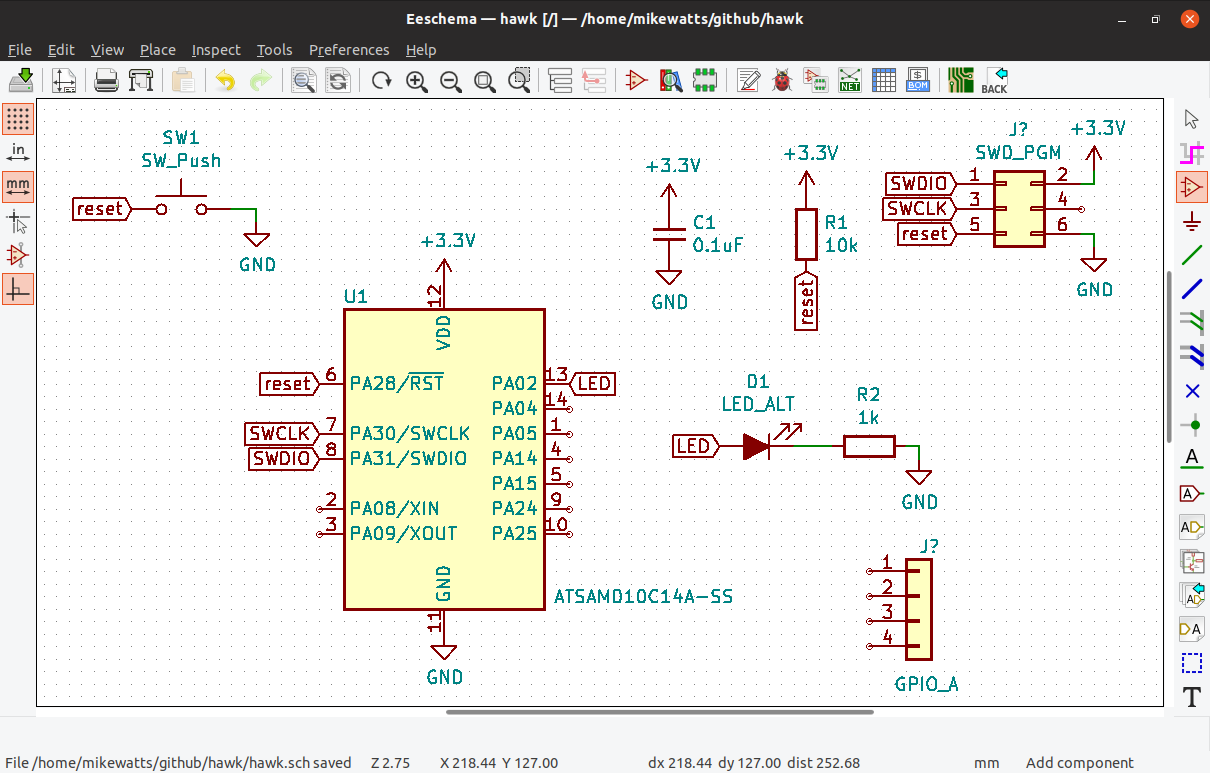 Eeschema — hawk [/] — /home/mikewatts/github/hawk
File Edit View Place Inspect Tools Preferences Help
NET
$
BOM
BACK
in
mm
SW1
SW_Push
reset
GND
+3.3V
12
VDD
U1
reset 6 PA28/RST
SWCLK 7 PA30/SWCLK
SWDIO 8 PA31/SWDIO
2 PA08/XIN
3 PA09/XOUT
PA02 13 LED
PA04 14
PA05 1
PA14 4
PA15 5
PA24 9
PA25 10
GND
11
GND
ATSAMD10C14A-SS
+3.3V
C1
0.1uF
GND
+3.3V
R1
10k
reset
J?
SWD_PGM
+3.3V
SWDIO 1 2
SWCLK 3 4
reset 5 6
GND
D1
LED_ALT
LED
R2
1k
GND
J?
1
2
3
4
GPIO_A
A
A
AD
AD
DA
T
File /home/mikewatts/github/hawk/hawk.sch saved Z 2.75 X 218.44 Y 127.00 dx 218.44 dy 127.00 dist 252.68 mm Add component